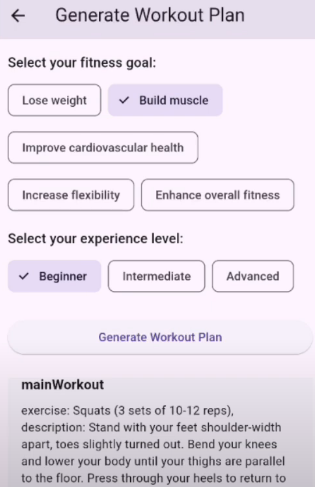 Generate Workout Plan
Select your fitness goal:
Lose weight
Build muscle
Improve cardiovascular health
Increase flexibility
Enhance overall fitness
Select your experience level:
Beginner
Intermediate
Advanced
Generate Workout Plan
mainWorkout
exercise: Squats (3 sets of 10-12 reps),
description: Stand with your feet shoulder-width
apart, toes slightly turned out. Bend your knees
and lower your body until your thighs are parallel
to the floor. Press through your heels to return to